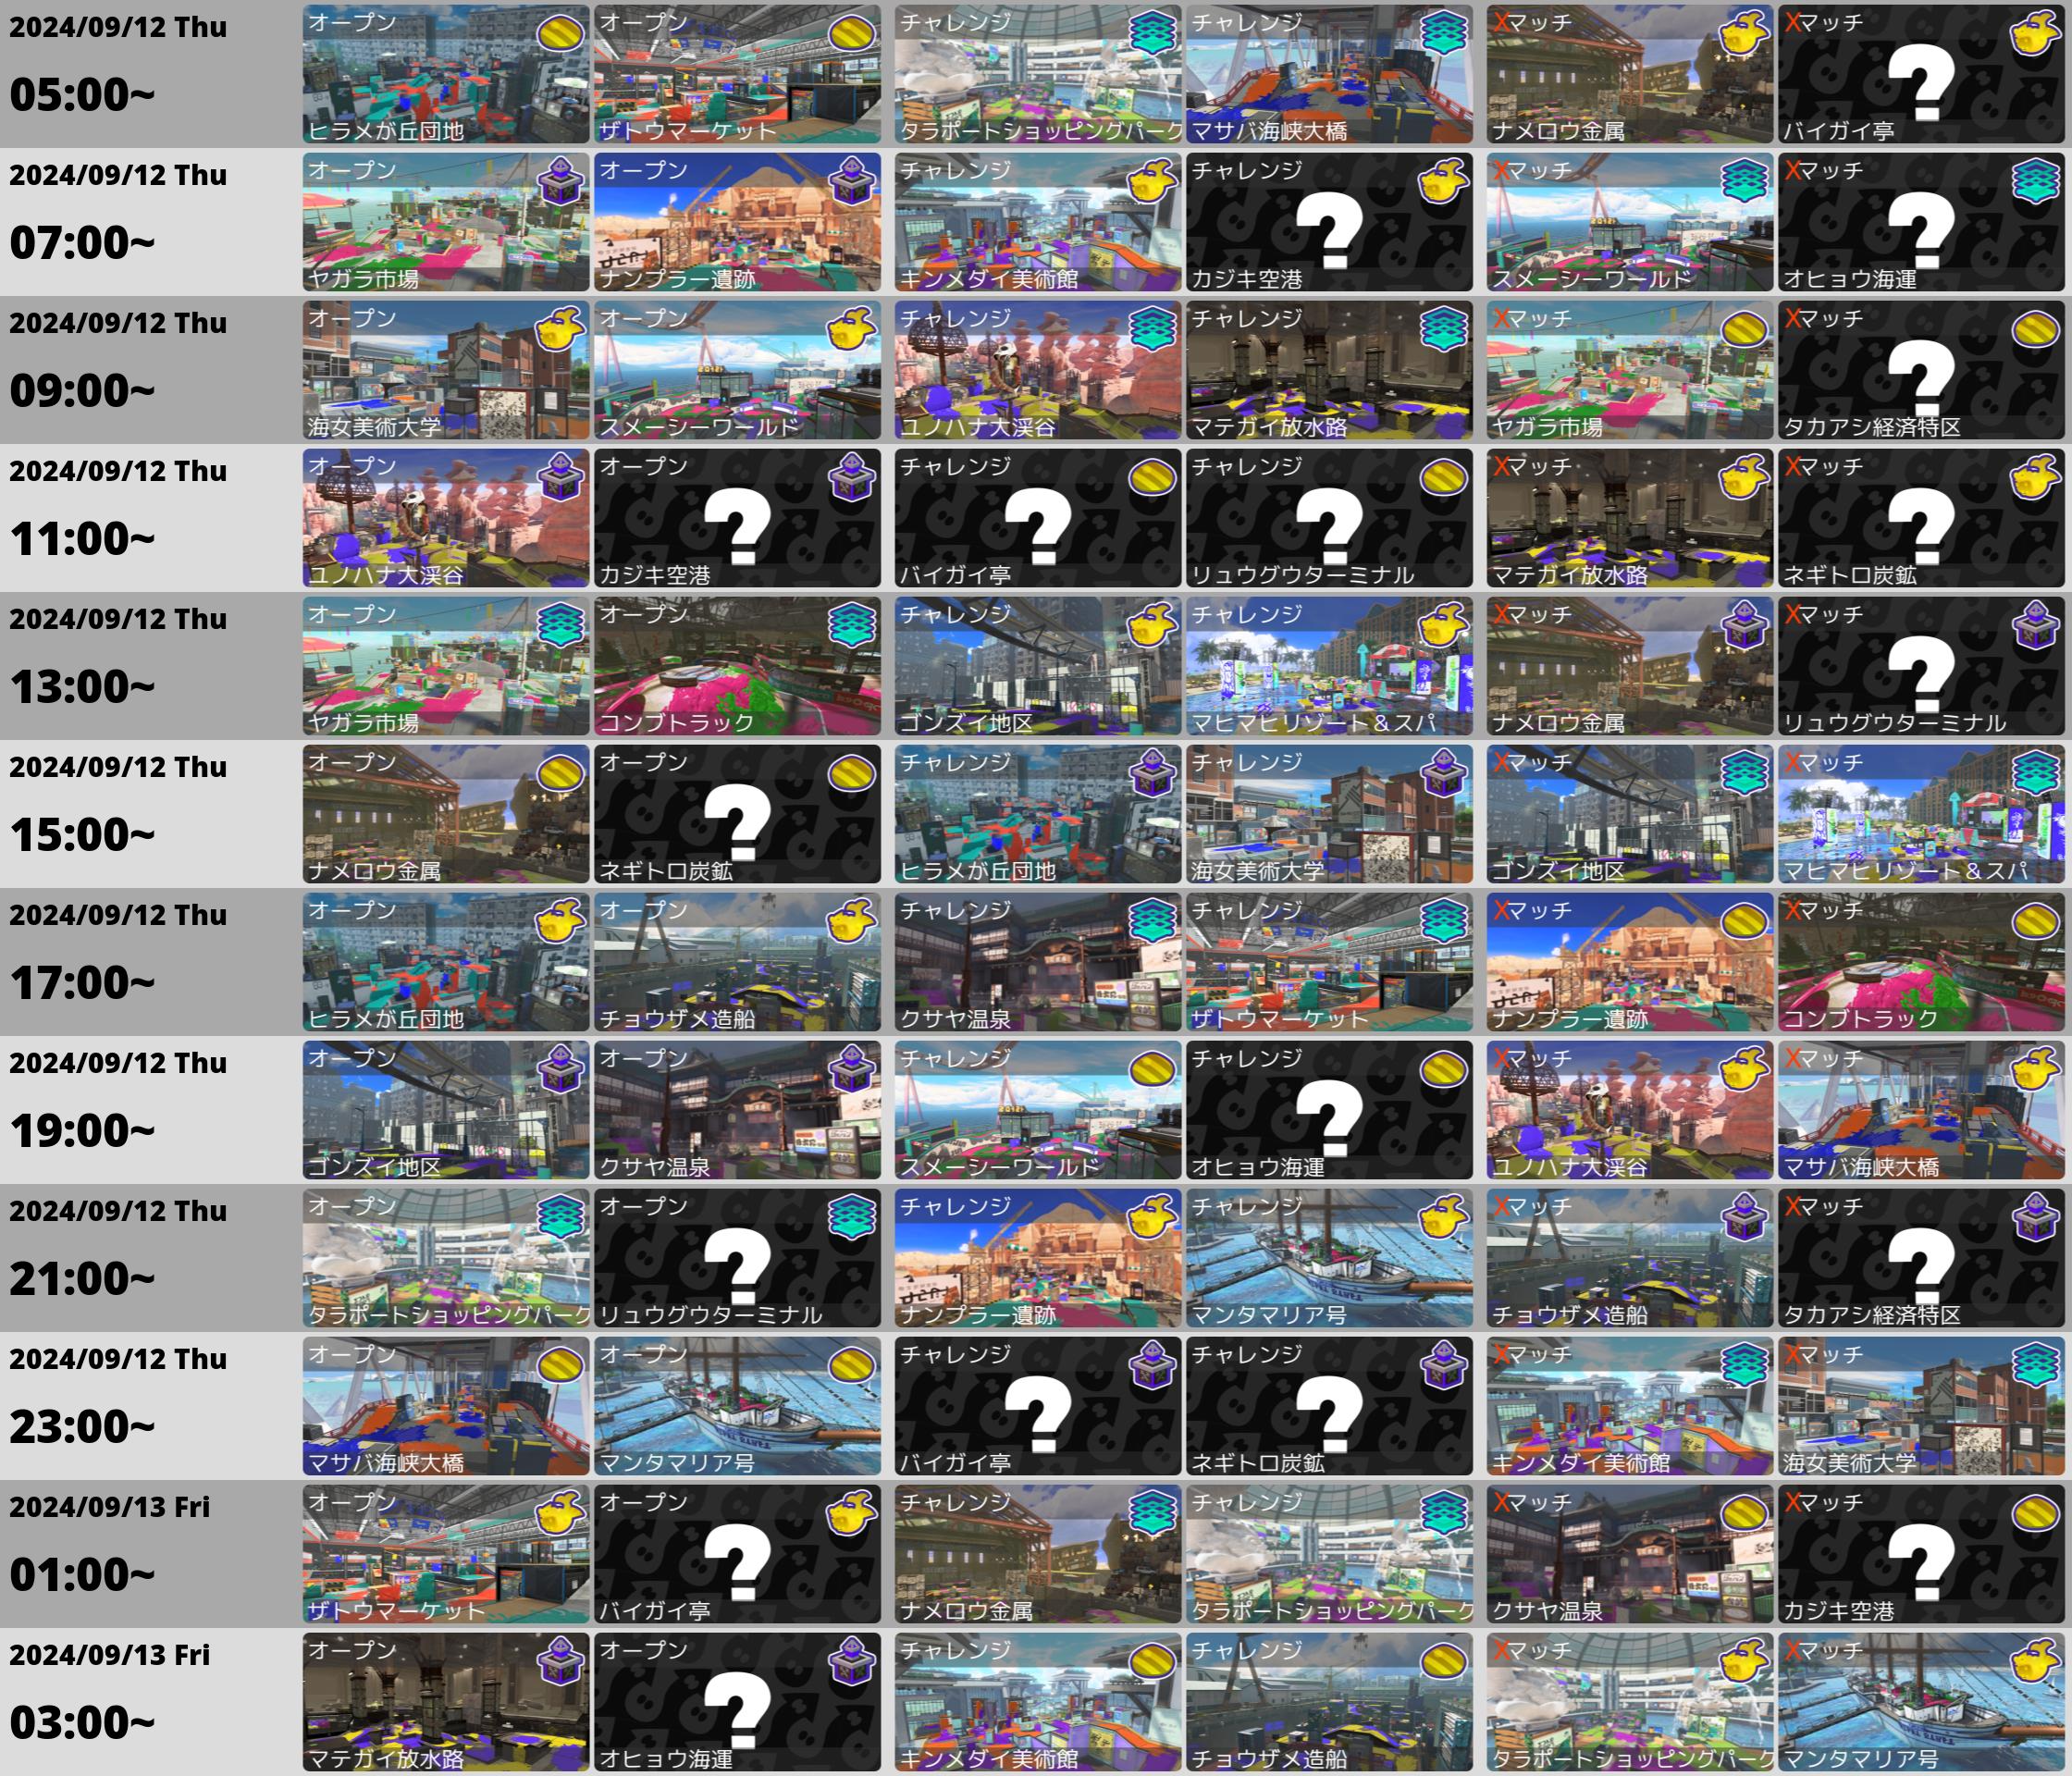 2024/09/12 Thu
05:00~
オープン
ヒラメが丘団地
オープン
ザトウマーケット
チャレンジ
タラポートショッピングパーク
チャレンジ
マサバ海峡大橋
Xマッチ
ナメロウ金属
Xマッチ
バイガイ亭
2024/09/12 Thu
07:00~
オープン
ヤガラ市場
オープン
ナンプラー遺跡
チャレンジ
キンメダイ美術館
チャレンジ
カジキ空港
Xマッチ
スメーシーワールド
Xマッチ
オヒョウ海運
2024/09/12 Thu
09:00~
オープン
海女美術大学
オープン
スメーシーワールド
チャレンジ
ユノハナ大渓谷
チャレンジ
マテガイ放水路
Xマッチ
ヤガラ市場
Xマッチ
タカアシ経済特区
2024/09/12 Thu
11:00~
オープン
ユノハナ大渓谷
オープン
カジキ空港
チャレンジ
バイガイ亭
チャレンジ
リュウグウターミナル
Xマッチ
マテガイ放水路
Xマッチ
ネギトロ炭鉱
2024/09/12 Thu
13:00~
オープン
ヤガラ市場
オープン
コンブトラック
チャレンジ
ゴンズイ地区
チャレンジ
マヒマヒリゾート＆スパ
Xマッチ
ナメロウ金属
Xマッチ
リュウグウターミナル
2024/09/12 Thu
15:00~
オープン
ナメロウ金属
オープン
ネギトロ炭鉱
チャレンジ
ヒラメが丘団地
チャレンジ
海女美術大学
Xマッチ
ゴンズイ地区
Xマッチ
マヒマヒリゾート＆スパ
2024/09/12 Thu
17:00~
オープン
ヒラメが丘団地
オープン
チョウザメ造船
チャレンジ
クサヤ温泉
チャレンジ
ザトウマーケット
Xマッチ
ナンプラー遺跡
Xマッチ
コンブトラック
2024/09/12 Thu
19:00~
オープン
ゴンズイ地区
オープン
クサヤ温泉
チャレンジ
スメーシーワールド
チャレンジ
オヒョウ海運
Xマッチ
ユノハナ大渓谷
Xマッチ
マサバ海峡大橋
2024/09/12 Thu
21:00~
オープン
タラポートショッピングパーク
オープン
リュウグウターミナル
チャレンジ
ナンプラー遺跡
チャレンジ
マンタマリア号
Xマッチ
チョウザメ造船
Xマッチ
タカアシ経済特区
2024/09/12 Thu
23:00~
オープン
マサバ海峡大橋
オープン
マンタマリア号
チャレンジ
バイガイ亭
チャレンジ
ネギトロ炭鉱
Xマッチ
キンメダイ美術館
Xマッチ
海女美術大学
2024/09/13 Fri
01:00~
オープン
ザトウマーケット
オープン
バイガイ亭
チャレンジ
ナメロウ金属
チャレンジ
タラポートショッピングパーク
Xマッチ
クサヤ温泉
Xマッチ
カジキ空港
2024/09/13 Fri
03:00~
オープン
マテガイ放水路
オープン
オヒョウ海運
チャレンジ
キンメダイ美術館
チャレンジ
チョウザメ造船
Xマッチ
タラポートショッピングパーク
Xマッチ
マンタマリア号